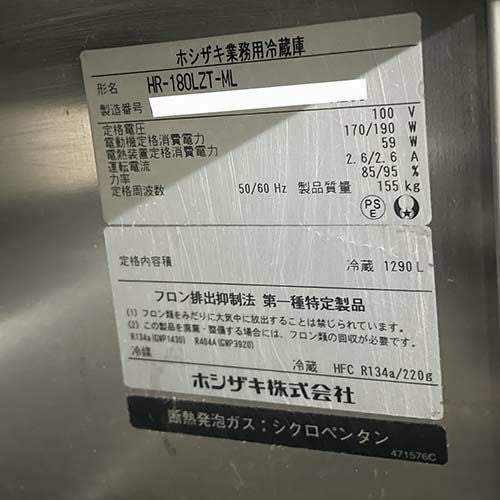 ホシザキ業務用冷蔵庫
形名 HR-180LZT-ML
製造番号
定格電圧 100 V
電動機定格消費電力 170/190 W
電熱装置定格消費電力 59 W
運転電流 2.6/2.6 A
力率 85/95 %
定格周波数 50/60 Hz 製品質量 155 kg
PS
E
定格内容積 冷蔵 1290 L
フロン排出抑制法 第一種特定製品
(1) フロン類をみだりに大気中に放出することは禁じられています。
(2) この製品を廃棄・整備する場合には、フロン類の回収が必要です。
R134a(GWP1430) R404A(GWP3920)
冷媒 冷蔵 HFC R134a/220g
ホシザキ株式会社
断熱発泡ガス：シクロペンタン
471576C